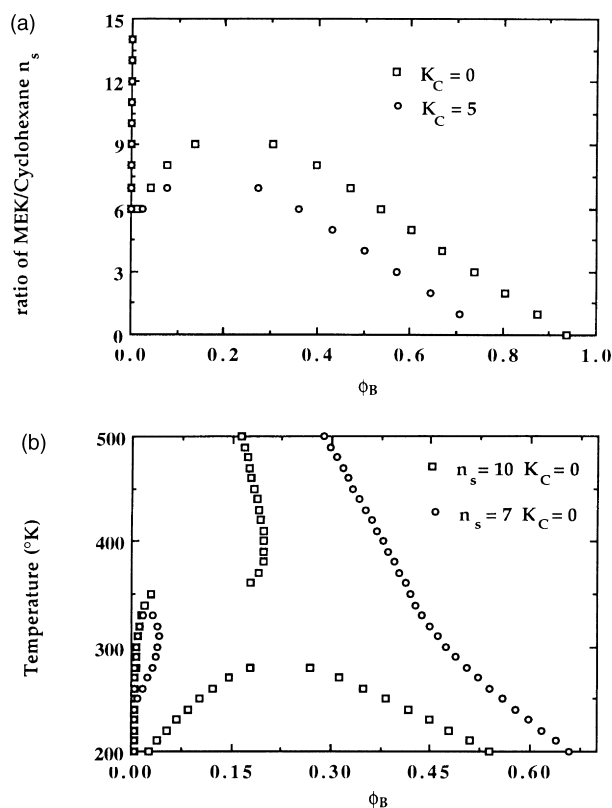 (a)
ratio of MEK/Cyclohexane n_s
15
12
9
6
3
0
K_C = 0
K_C = 5
0.0 0.2 0.4 0.6 0.8 1.0
ϕ_B
(b)
Temperature (°K)
500
400
300
200
n_s = 10 K_C = 0
n_s = 7 K_C = 0
0.00 0.15 0.30 0.45 0.60
ϕ_B